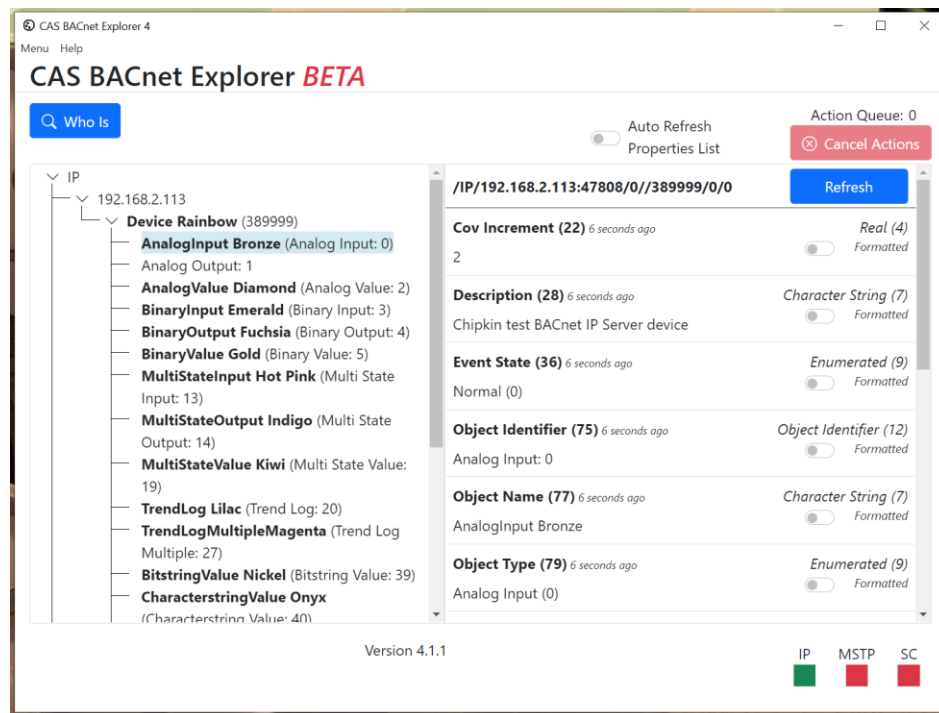 CAS BACnet Explorer 4
Menu Help
CAS BACnet Explorer BETA
Who Is
Auto Refresh
Properties List
Action Queue: 0
Cancel Actions
IP
192.168.2.113
Device Rainbow (389999)
AnalogInput Bronze (Analog Input: 0)
Analog Output: 1
AnalogValue Diamond (Analog Value: 2)
BinaryInput Emerald (Binary Input: 3)
BinaryOutput Fuchsia (Binary Output: 4)
BinaryValue Gold (Binary Value: 5)
MultiStateInput Hot Pink (Multi State
Input: 13)
MultiStateOutput Indigo (Multi State
Output: 14)
MultiStateValue Kiwi (Multi State Value:
19)
TrendLog Lilac (Trend Log: 20)
TrendLogMultipleMagenta (Trend Log
Multiple: 27)
BitstringValue Nickel (Bitstring Value: 39)
CharacterstringValue Onyx
(Characterstring Value: 40)
/IP/192.168.2.113:47808/0//389999/0/0
Refresh
Cov Increment (22) 6 seconds ago
Real (4)
Formatted
2
Description (28) 6 seconds ago
Character String (7)
Formatted
Chipkin test BACnet IP Server device
Event State (36) 6 seconds ago
Enumerated (9)
Formatted
Normal (0)
Object Identifier (75) 6 seconds ago
Object Identifier (12)
Formatted
Analog Input: 0
Object Name (77) 6 seconds ago
Character String (7)
Formatted
AnalogInput Bronze
Object Type (79) 6 seconds ago
Enumerated (9)
Formatted
Analog Input (0)
Version 4.1.1
IP MSTP SC